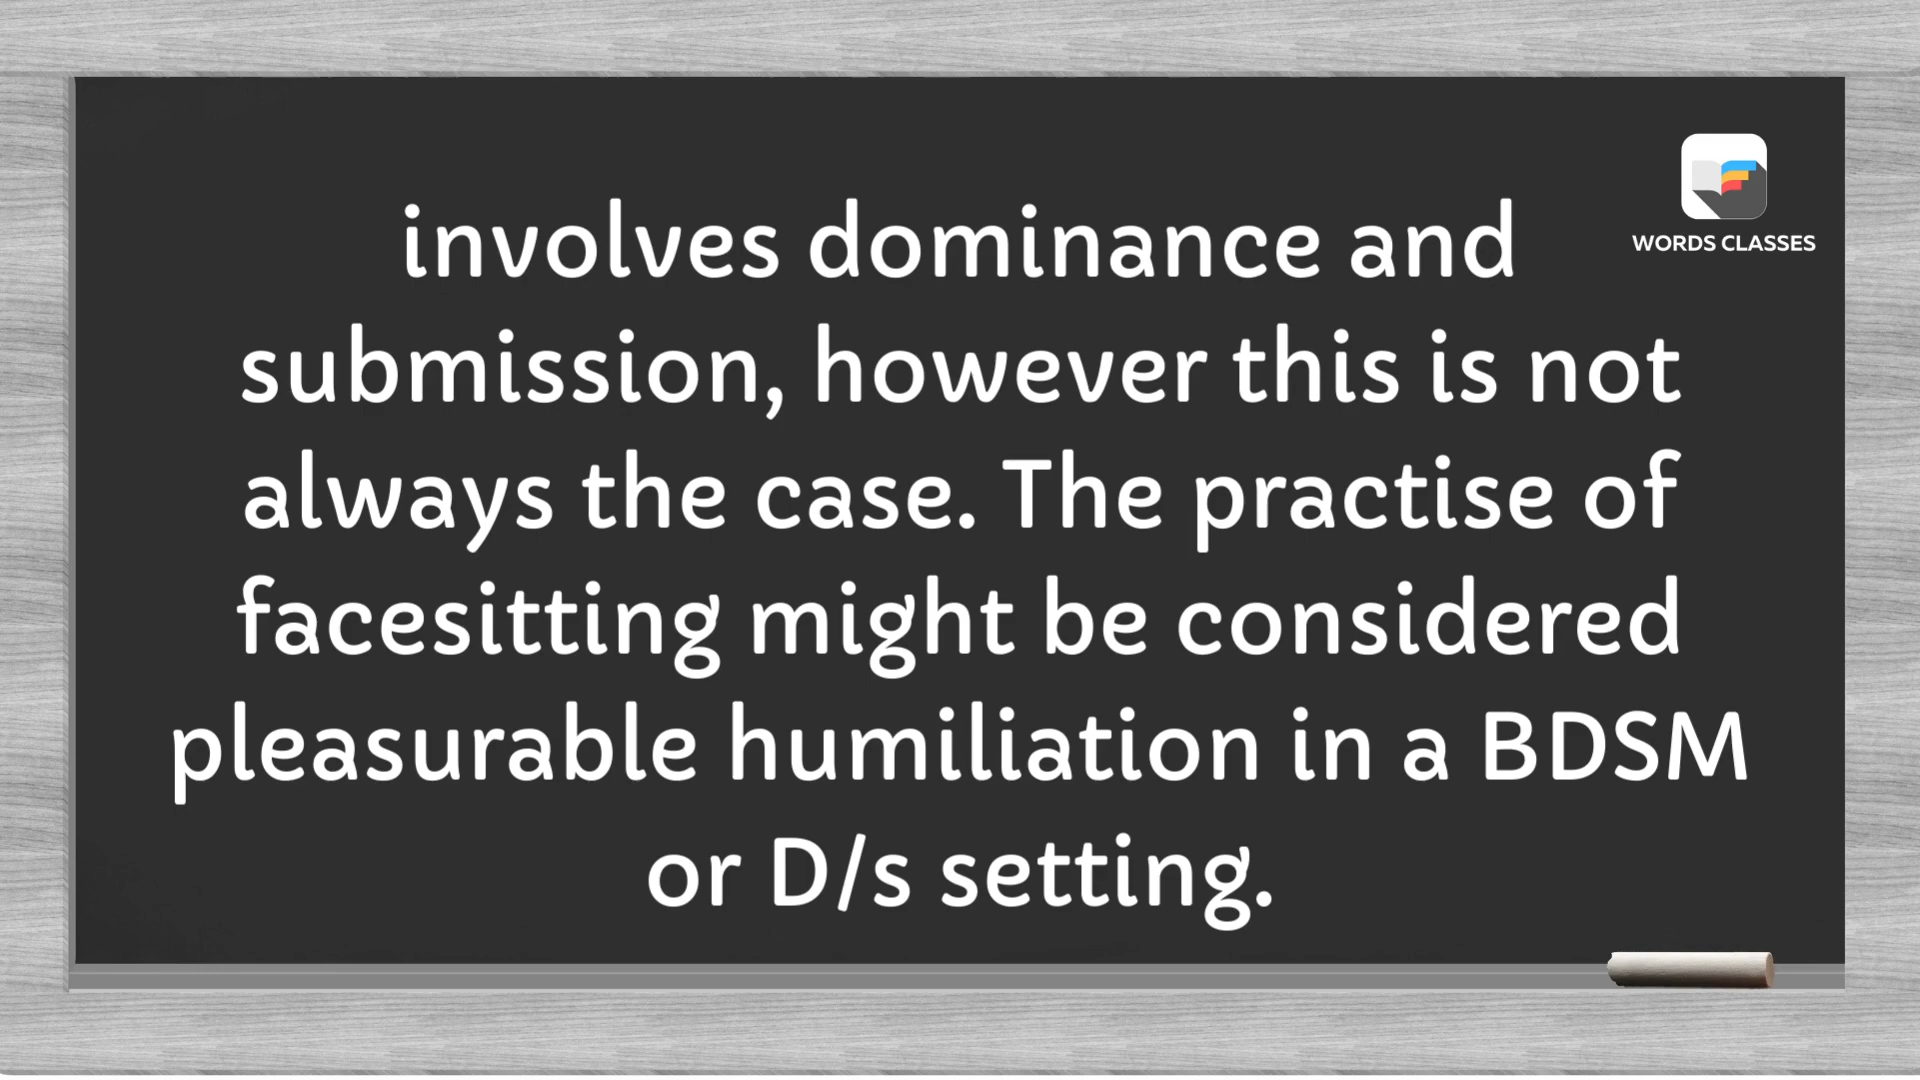 WORDS CLASSES
involves dominance and
submission, however this is not
always the case. The practise of
facesitting might be considered
pleasurable humiliation in a BDSM
or D/s setting.